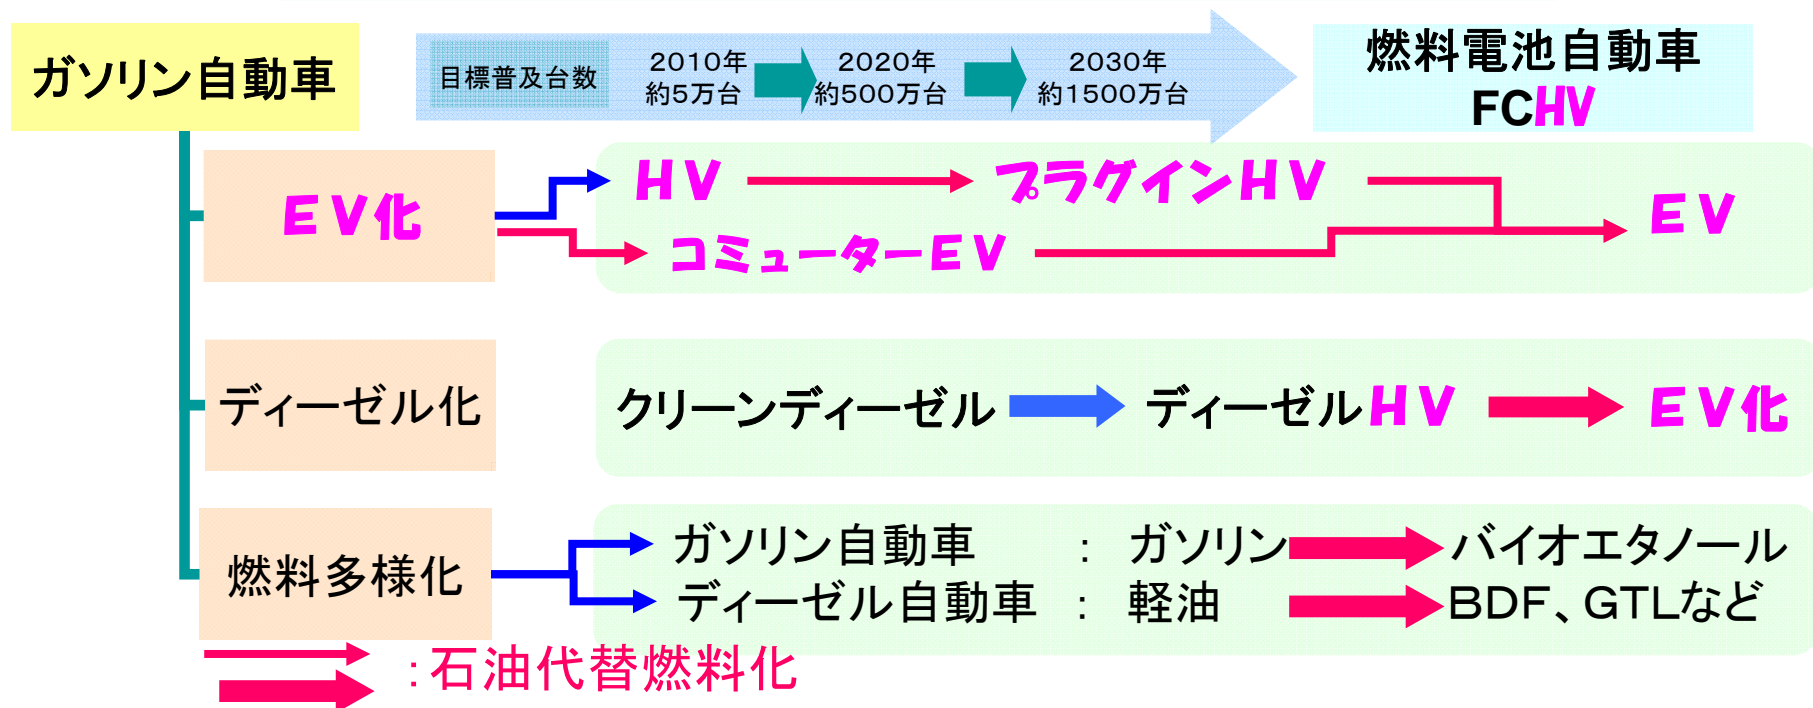 ガソリン自動車
目標普及台数
2010年
約5万台
2020年
約500万台
2030年
約1500万台
燃料電池自動車
FCHV
EV化
HV
プラグインHV
コミューターEV
EV
ディーゼル化
クリーンディーゼル
ディーゼルHV
EV化
燃料多様化
ガソリン自動車 : ガソリン バイオエタノール
ディーゼル自動車 : 軽油 BDF、GTLなど
:石油代替燃料化